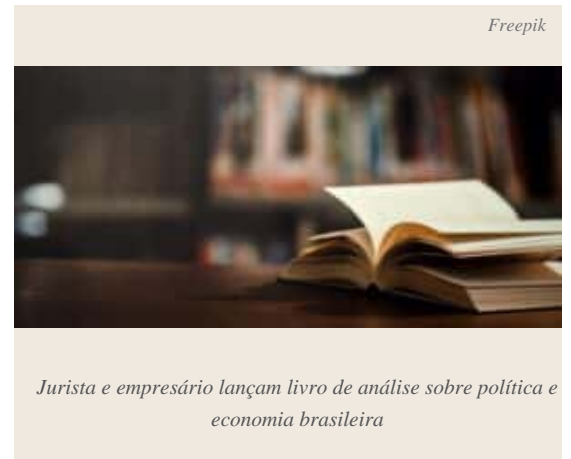 Freepik
Jurista e empresário lançam livro de análise sobre política e
economia brasileira